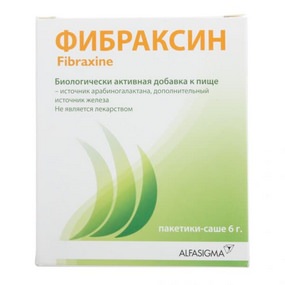 ФИБРАКСИН
Fibraxine
Биологически активная добавка к пище
– источник арабиногалактана, дополнительный
источник железа
Не является лекарством
пакетики-саше 6 г.
ALFASIGMA